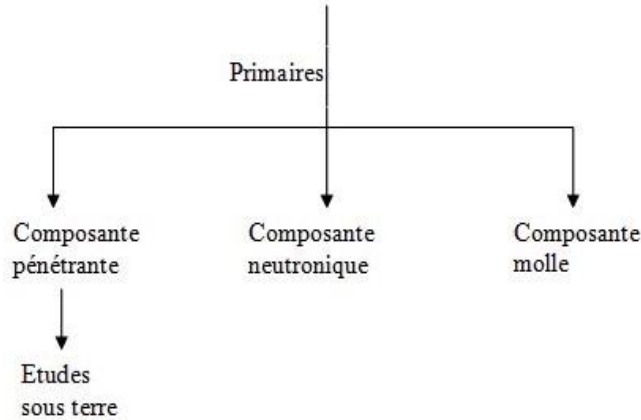 Primaires
Composante
pénétrante
Composante
neutronique
Composante
molle
Etudes
sous terre